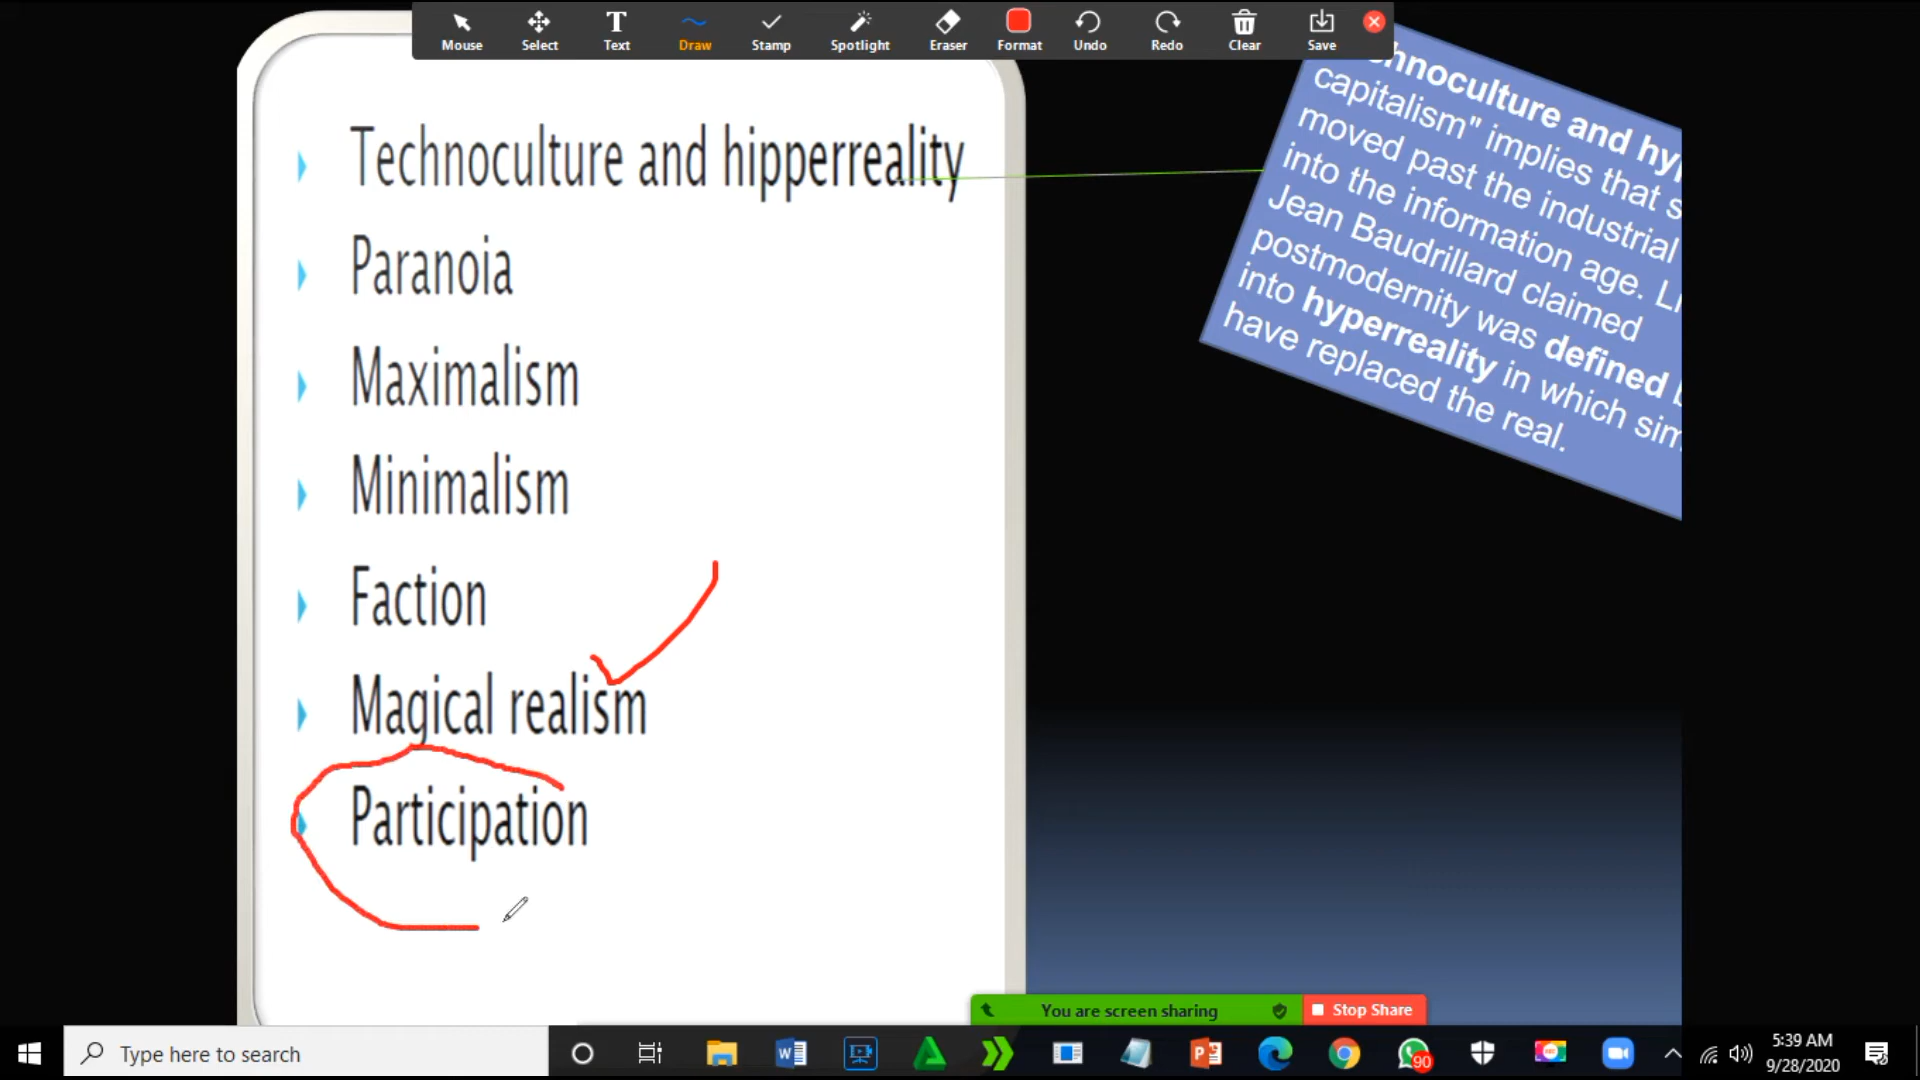 Mouse
Select
Text
Draw
Stamp
Spotlight
Eraser
Format
Undo
Redo
Clear
Save
Technoculture and hipperreality
Paranoia
Maximalism
Minimalism
Faction
Magical realism
Participation
and
capitalism" implies that
moved past the industrial
into the information age.
Jean Baudrillard claimed
postmodernity was defined
into hyperreality in which
have replaced the real.
You are screen sharing
Stop Share
Type here to search
90
5:39 AM
9/28/2020